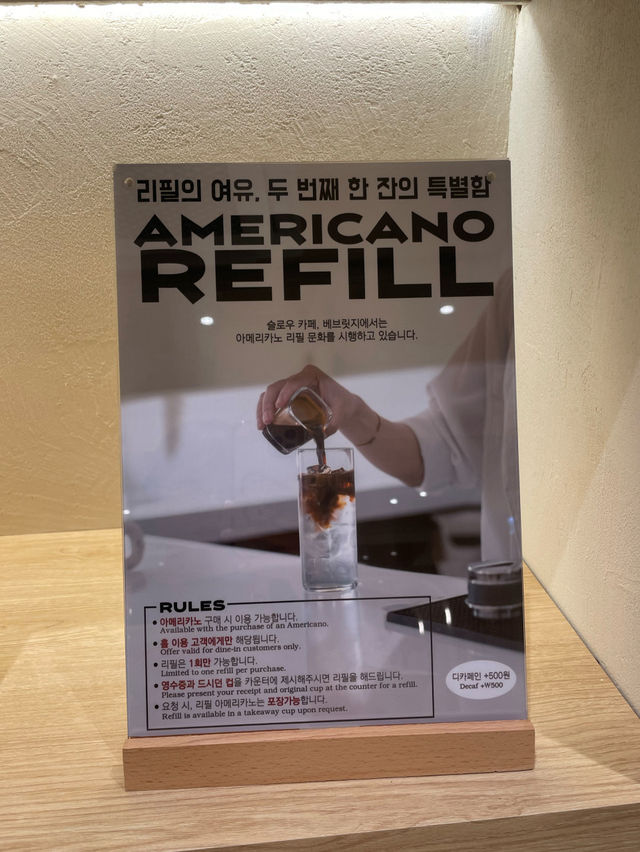 리필의 여유, 두 번째 한 잔의 특별함
AMERICANO
REFILL
슬로우 카페, 베브릿지에서는
아메리카노 리필 문화를 시행하고 있습니다.
RULES
• 아메리카노 구매 시 이용 가능합니다.
Available with the purchase of an Americano.
• 홀 이용 고객에게만 해당됩니다.
Offer valid for dine-in customers only.
• 리필은 1회만 가능합니다.
Limited to one refill per purchase.
• 영수증과 드시던 컵을 카운터에 제시해주시면 리필을 해드립니다.
Please present your receipt and original cup at the counter for a refill.
• 요청 시, 리필 아메리카노는 포장가능합니다.
Refill is available in a takeaway cup upon request.
디카페인 +500원
Decaf +₩500